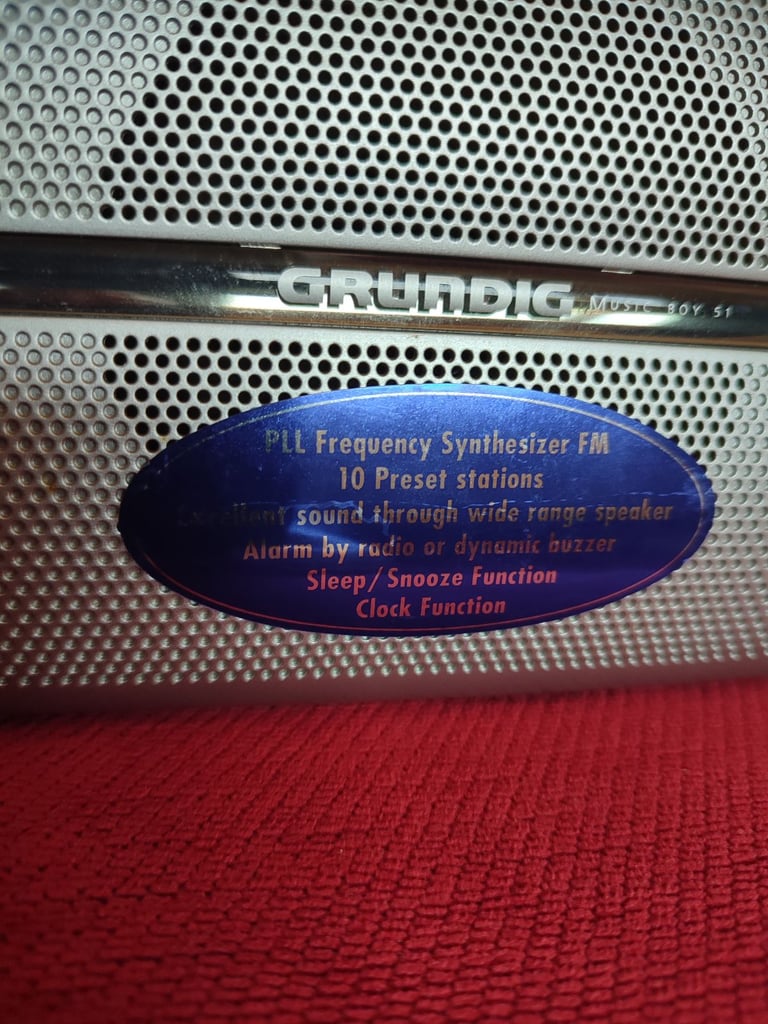 GRUNDIG MUSIC BOY 51
PLL Frequency Synthesizer FM
10 Preset stations
Excellent sound through wide range speaker
Alarm by radio or dynamic buzzer
Sleep/Snooze Function
Clock Function